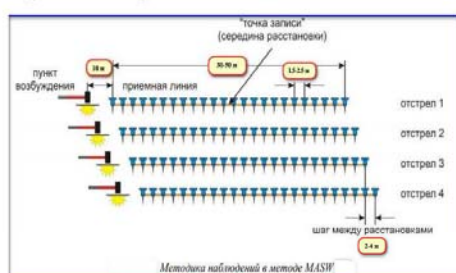 "точка записи"
(середина расстановки)
пункт
возбуждения
10 м
30-50 м
1.5-2.5 м
приемная линия
отстрел 1
отстрел 2
отстрел 3
отстрел 4
шаг между расстановками
2-4 м
Методика наблюдений в методе MASW